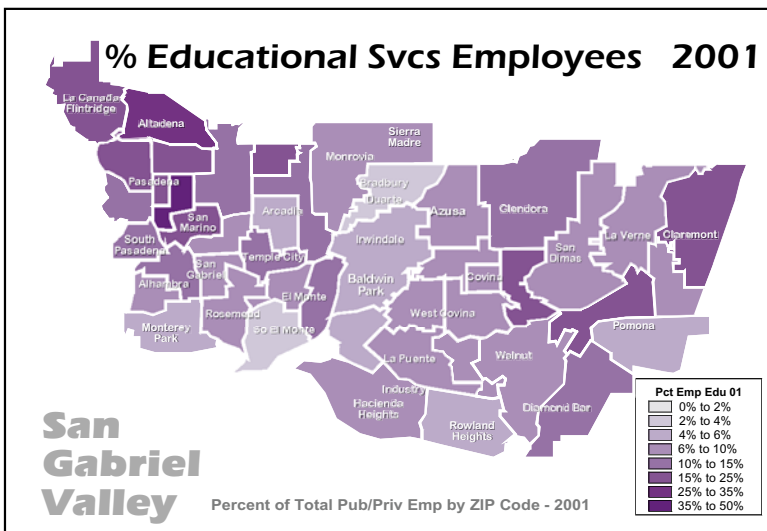 % Educational Svcs Employees 2001
La Canada
Flintridge
Altadena
Sierra
Madre
Monrovia
Pasadena
Bradbury
Duarte
Azusa
Glendora
La Verne
Claremont
San
Marino
Arcadia
South
Pasadena
Irwindale
San
Dimas
Temple City
San
Gabriel
Alhambra
El Monte
Baldwin
Park
Covina
Rosemead
West Covina
Monterey
Park
So El Monte
Pomona
La Puente
Walnut
Industry
Hacienda
Heights
Diamond Bar
Rowland
Heights
Pct Emp Edu 01
0% to 2%
2% to 4%
4% to 6%
6% to 10%
10% to 15%
15% to 25%
25% to 35%
35% to 50%
San
Gabriel
Valley
Percent of Total Pub/Priv Emp by ZIP Code - 2001